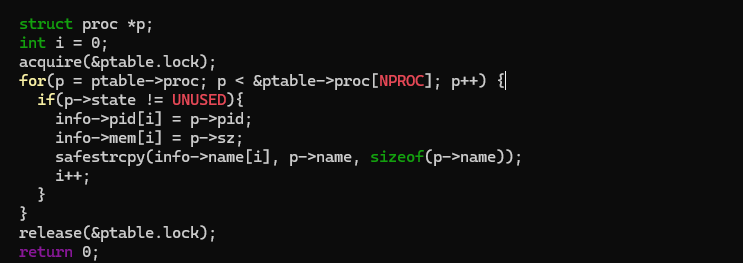 struct proc *p;
int i = 0;
acquire(&ptable.lock);
for(p = ptable->proc; p < &ptable->proc[NPROC]; p++) {
  if(p->state != UNUSED){
    info->pid[i] = p->pid;
    info->mem[i] = p->sz;
    safestrcpy(info->name[i], p->name, sizeof(p->name));
    i++;
  }
}
release(&ptable.lock);
return 0;